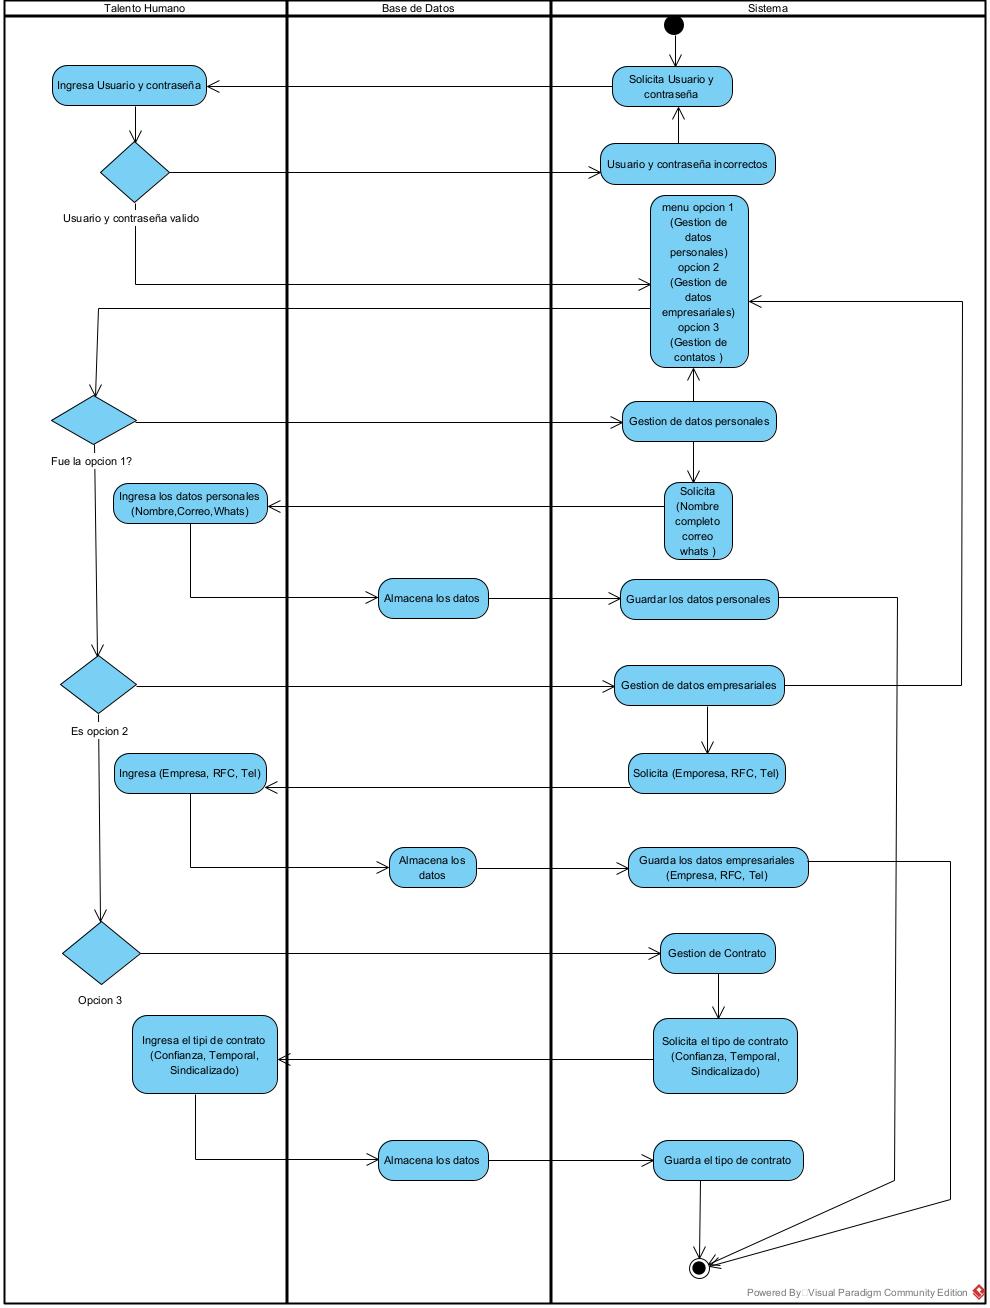 Talento Humano
Base de Datos
Sistema
Ingresa Usuario y contraseña
Solicita Usuario y
contraseña
Usuario y contraseña incorrectos
Usuario y contraseña valido
menu opcion 1
(Gestion de
datos
personales)
opcion 2
(Gestion de
datos
empresariales)
opcion 3
(Gestion de
contatos )
Gestion de datos personales
Fue la opcion 1?
Ingresa los datos personales
(Nombre,Correo,Whats)
Solicita
(Nombre
completo
correo
whats )
Almacena los datos
Guardar los datos personales
Gestion de datos empresariales
Es opcion 2
Ingresa (Empresa, RFC, Tel)
Solicita (Emporesa, RFC, Tel)
Almacena los
datos
Guarda los datos empresariales
(Empresa, RFC, Tel)
Gestion de Contrato
Opcion 3
Ingresa el tipi de contrato
(Confianza, Temporal,
Sindicalizado)
Solicita el tipo de contrato
(Confianza, Temporal,
Sindicalizado)
Almacena los datos
Guarda el tipo de contrato
Powered By Visual Paradigm Community Edition